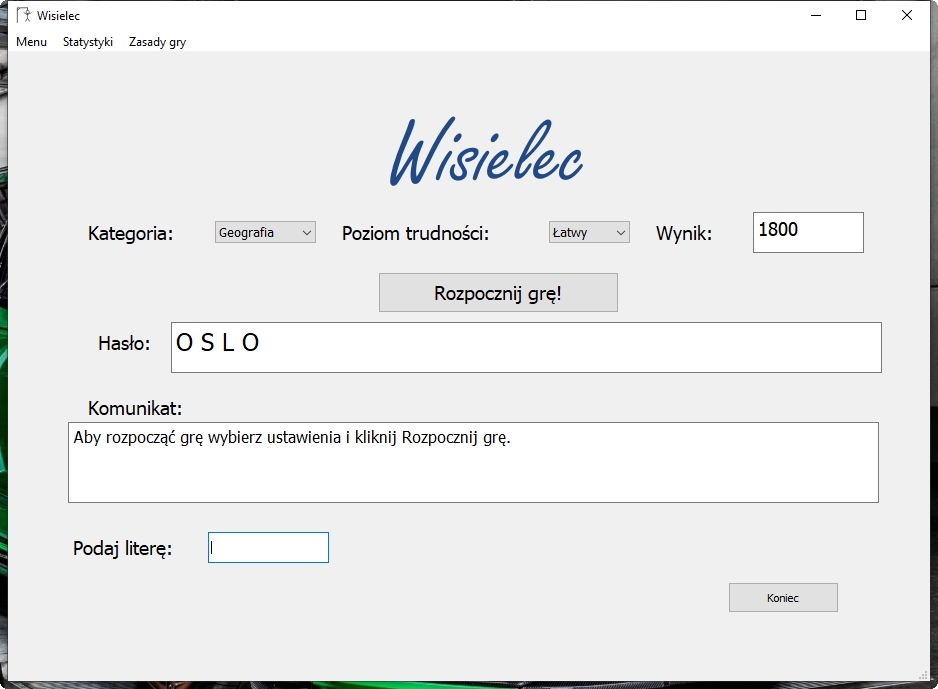 Wisielec
Menu Statystyki Zasady gry
Wisielec
Kategoria: Geografia Poziom trudności: Łatwy Wynik: 1800
Rozpocznij grę!
Hasło: O S L O
Komunikat:
Aby rozpocząć grę wybierz ustawienia i kliknij Rozpocznij grę.
Podaj literę:
Koniec